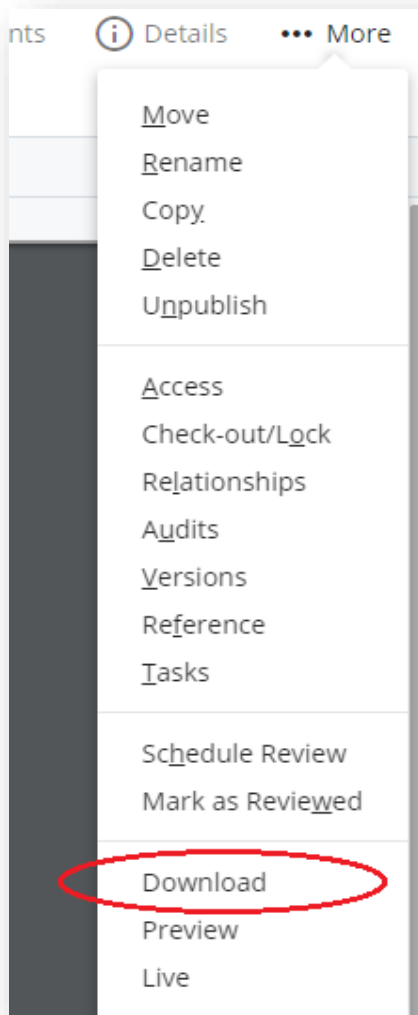 nts Details ••• More
Move
Rename
Copy
Delete
Unpublish
Access
Check-out/Lock
Relationships
Audits
Versions
Reference
Tasks
Schedule Review
Mark as Reviewed
Download
Preview
Live